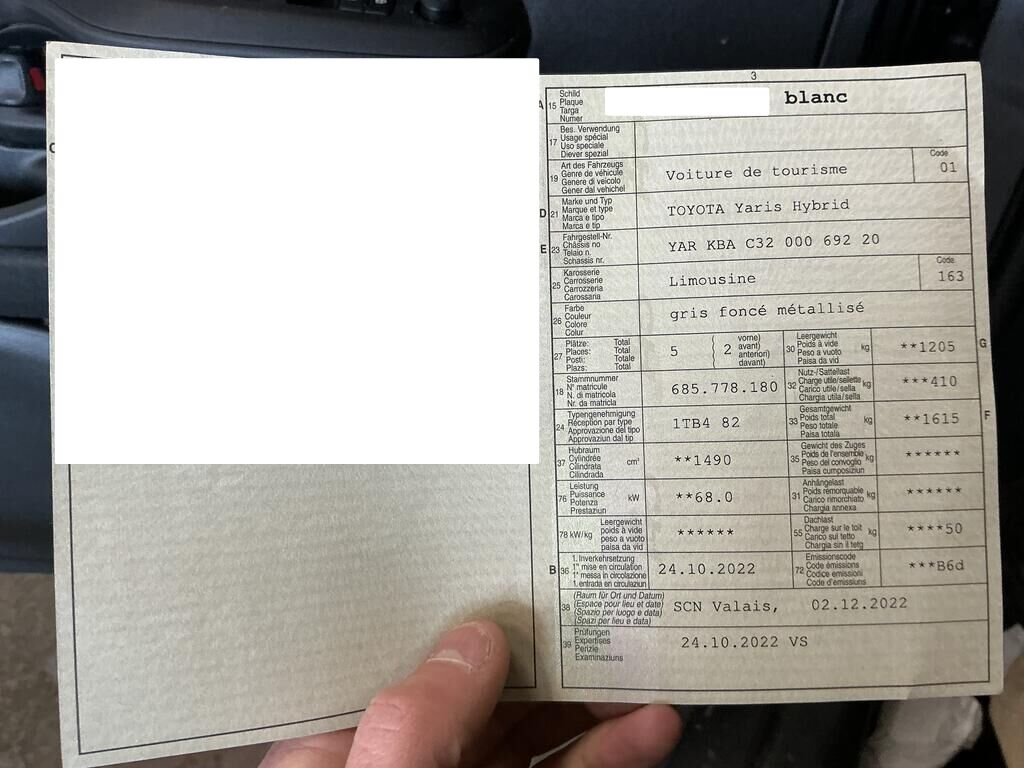 3
A 15 Schild
Plaque
Targa
Numer
blanc
17 Bes. Verwendung
Usage spécial
Uso speciale
Diever spezial
19 Art des Fahrzeugs
Genre de véhicule
Genere di veicolo
Gener dal vehichel
Voiture de tourisme
Code
01
D 21 Marke und Typ
Marque et type
Marca e tipo
Marca e tip
TOYOTA Yaris Hybrid
E 23 Fahrgestell-Nr.
Châssis no
Telaio n.
Schassis nr.
YAR KBA C32 000 692 20
25 Karosserie
Carrosserie
Carrozzeria
Carossaria
Limousine
Code
163
26 Farbe
Couleur
Colore
Colur
gris foncé métallisé
27 Plätze: Total
Places: Total
Posti: Totale
Plazs: Total
5 ( 2 vorne)
avant)
anteriori)
davant)
30 Leergewicht
Poids à vide kg
Peso a vuoto
Paisa da vid
**1205 G
18 Stammnummer
N° matricule
N. di matricola
Nr. da matricla
685.778.180
32 Nutz-/Sattellast
Charge utile/sellette kg
Carico utile/sella
Chargia utila/sella
***410
24 Typengenehmigung
Réception par type
Approvazione del tipo
Approvaziun dal tip
1TB4 82
33 Gesamtgewicht
Poids total kg
Peso totale
Paisa totala
**1615 F
37 Hubraum
Cylindrée cm³
Cilindrata
Cilindrada
**1490
35 Gewicht des Zuges
Poids de l'ensemble kg
Peso del convoglio
Paisa cumposiziun
******
76 Leistung
Puissance kW
Potenza
Prestaziun
**68.0
31 Anhängelast
Poids remorquable kg
Carico rimorchiato
Chargia annexa
******
78 kW/kg Leergewicht
poids à vide
peso a vuoto
paisa da vid
******
55 Dachlast
Charge sur le toit kg
Carico sul tetto
Chargia sin il tetg
****50
B 36 1. Inverkehrsetzung
1re mise en circulation
1a messa in circolazione
1. entrada en circulaziun
24.10.2022
72 Emissionscode
Code émissions
Codice emissioni
Code d'emissiuns
***B6d
38 (Raum für Ort und Datum)
(Espace pour lieu et date)
(Spazio per luogo e data)
(Spazi per lieu e data)
SCN Valais, 02.12.2022
39 Prüfungen
Expertises
Perizie
Examinaziuns
24.10.2022 VS
C